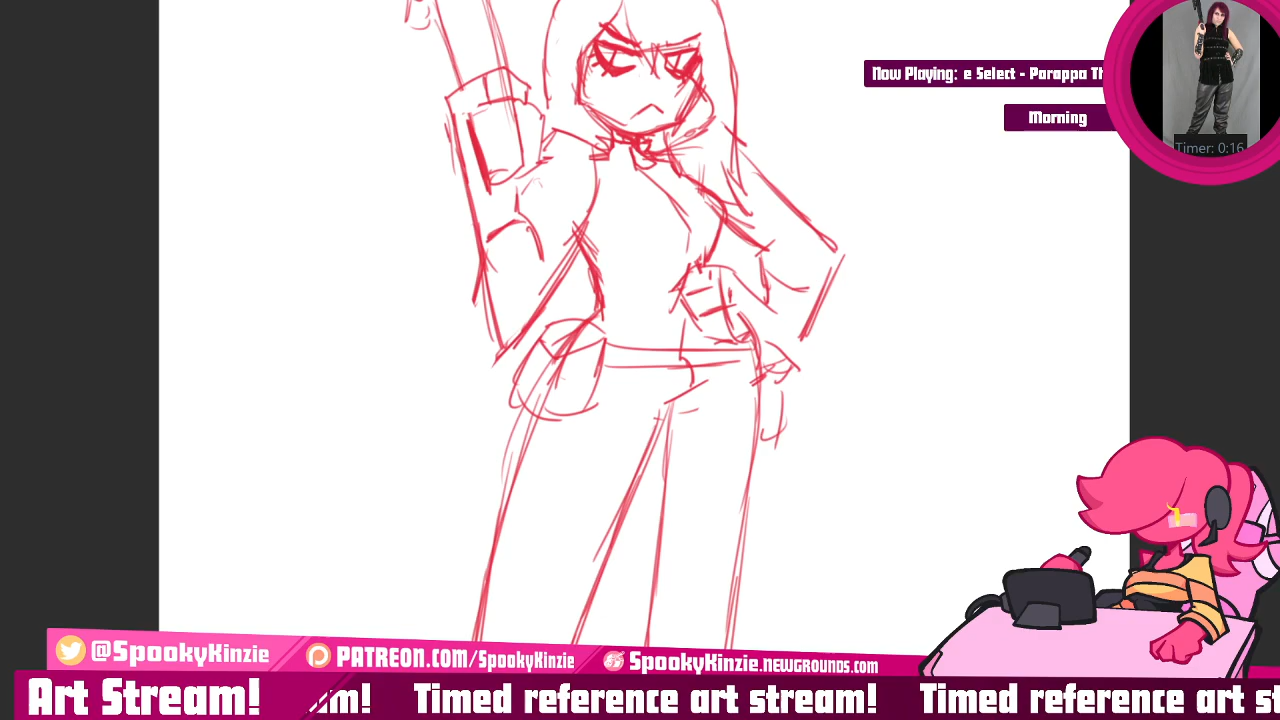 Now Playing: e Select - Parappa Th
Morning
Timer: 0:16
@SpookyKinzie
PATREON.COM/SpookyKinzie
SpookyKinzie.NEWGROUNDS.com
Art Stream!
m! Timed reference art stream! Timed reference art st